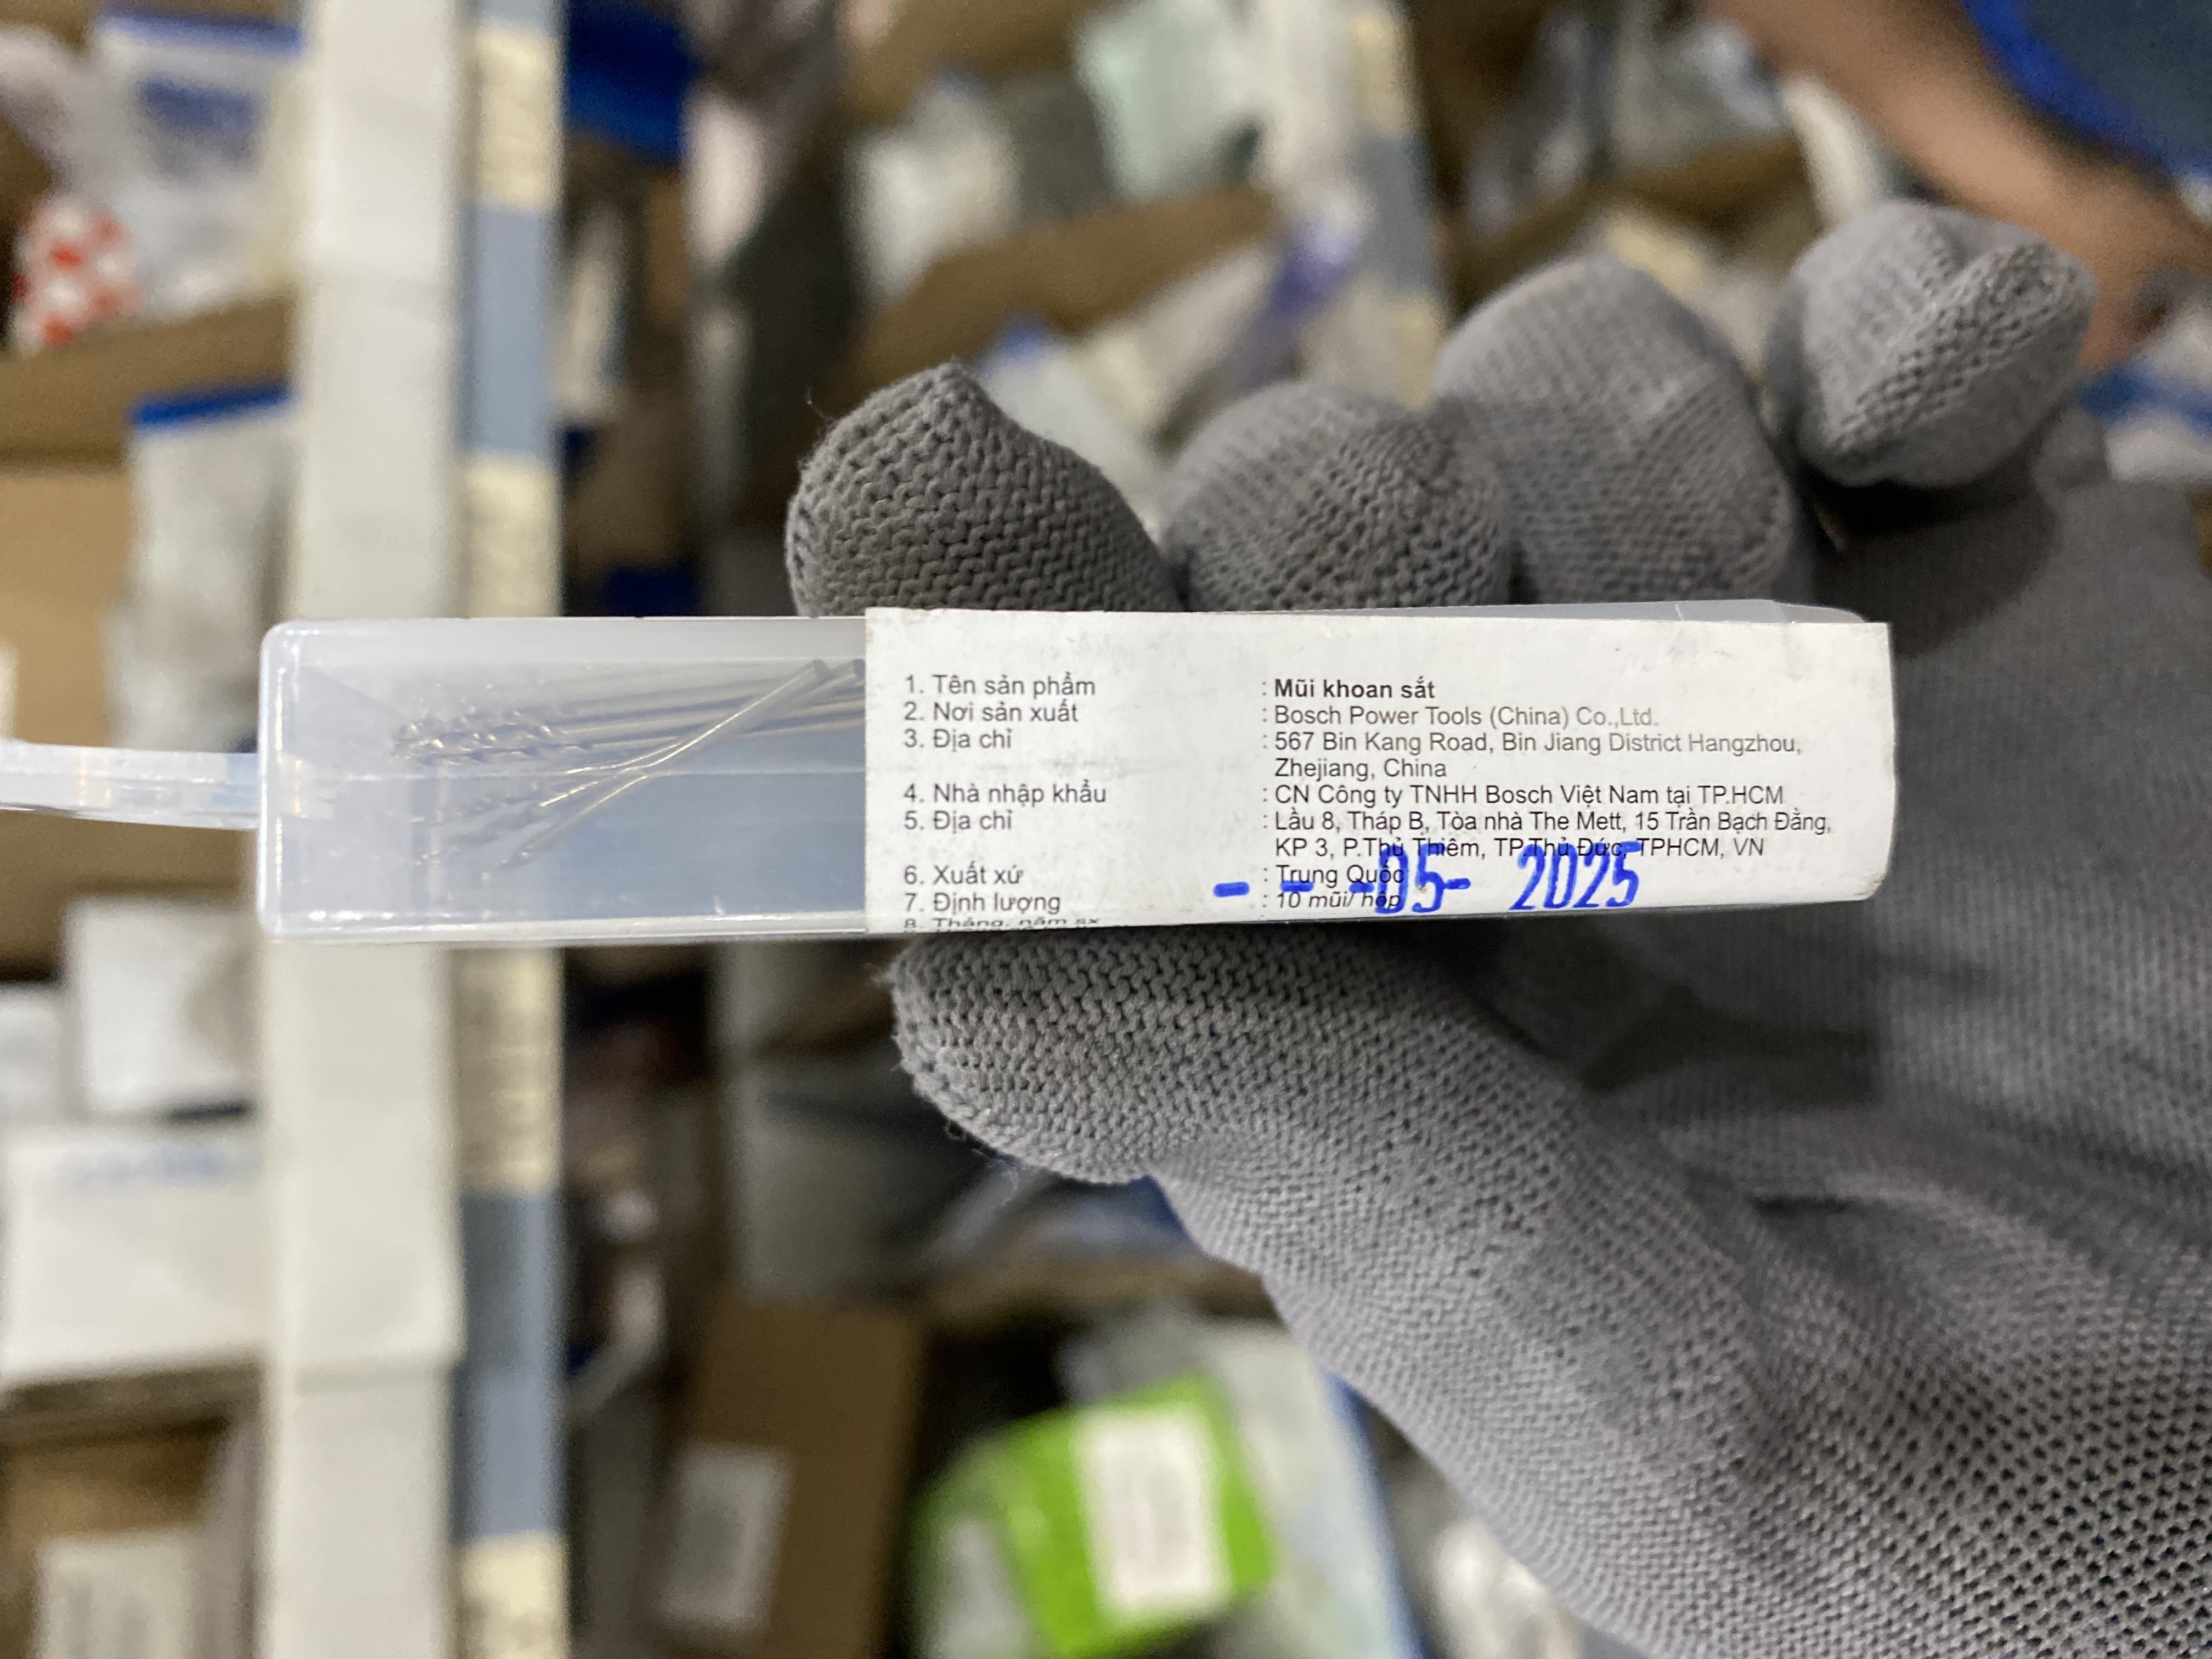 1. Tên sản phẩm : Mũi khoan sắt
2. Nơi sản xuất : Bosch Power Tools (China) Co.,Ltd.
3. Địa chỉ : 567 Bin Kang Road, Bin Jiang District Hangzhou,
Zhejiang, China
4. Nhà nhập khẩu : CN Công ty TNHH Bosch Việt Nam tại TP.HCM
5. Địa chỉ : Lầu 8, Tháp B, Tòa nhà The Mett, 15 Trần Bạch Đằng,
KP 3, P.Thủ Thiêm, TP.Thủ Đức, TPHCM, VN
6. Xuất xứ : Trung Quốc
- - -05- 2025
7. Định lượng : 10 mũi/ hộp
8. Tháng, năm sx